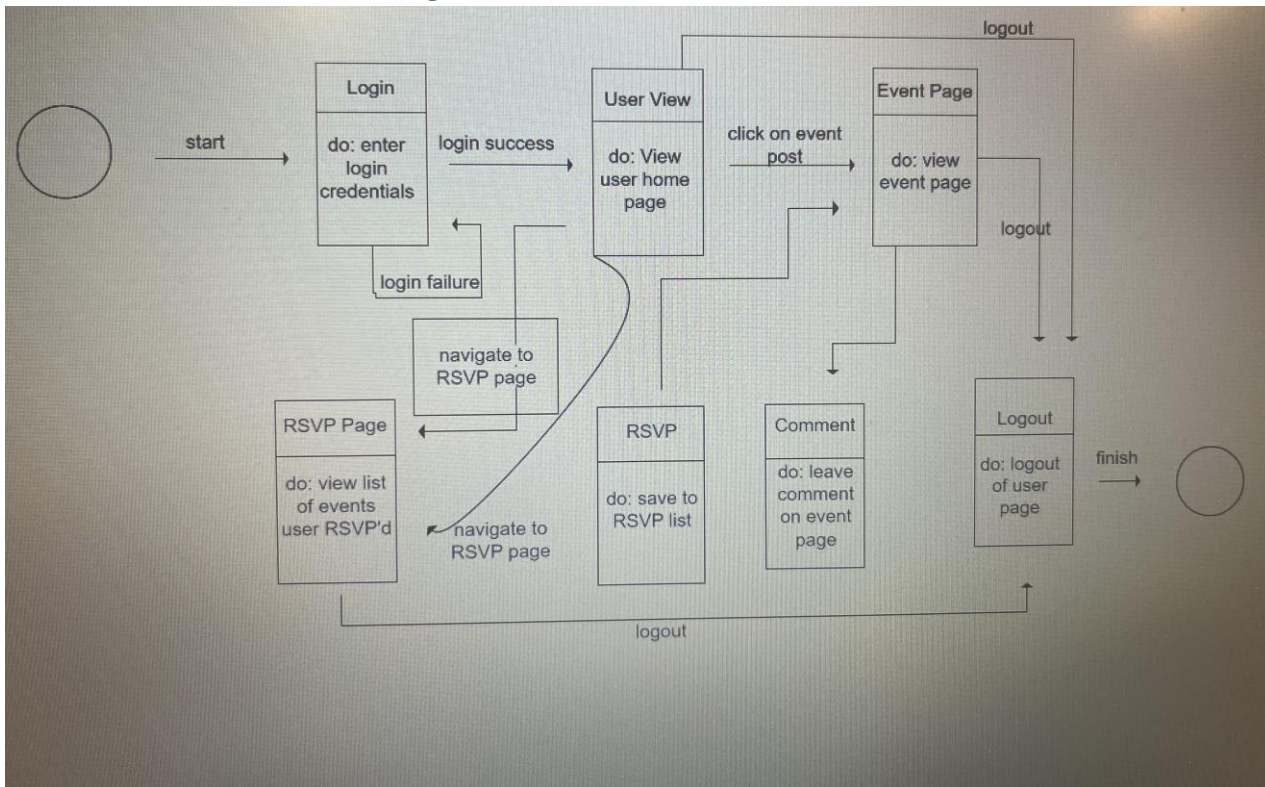 logout
Login
User View
Event Page
start
do: enter
login
credentials
login success
do: View
user home
page
click on event
post
do: view
event page
logout
login failure
navigate to
RSVP page
RSVP Page
do: view list
of events
user RSVP'd
navigate to
RSVP page
RSVP
do: save to
RSVP list
Comment
do: leave
comment
on event
page
Logout
do: logout
of user
page
finish
logout